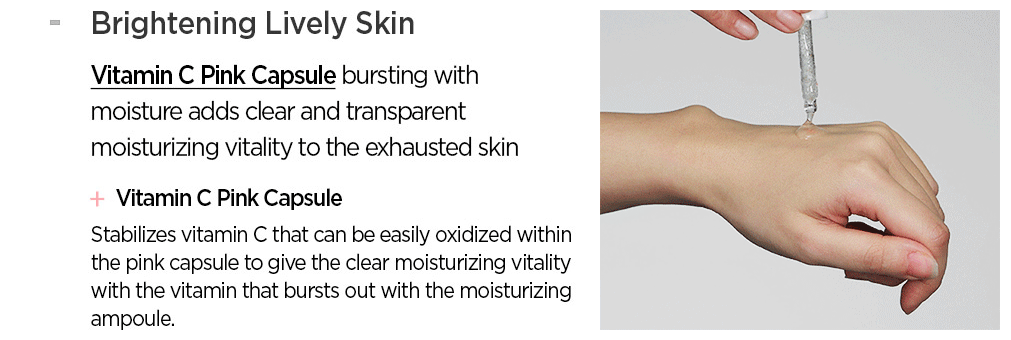 Brightening Lively Skin
Vitamin C Pink Capsule bursting with
moisture adds clear and transparent
moisturizing vitality to the exhausted skin
+ Vitamin C Pink Capsule
Stabilizes vitamin C that can be easily oxidized within
the pink capsule to give the clear moisturizing vitality
with the vitamin that bursts out with the moisturizing
ampoule.